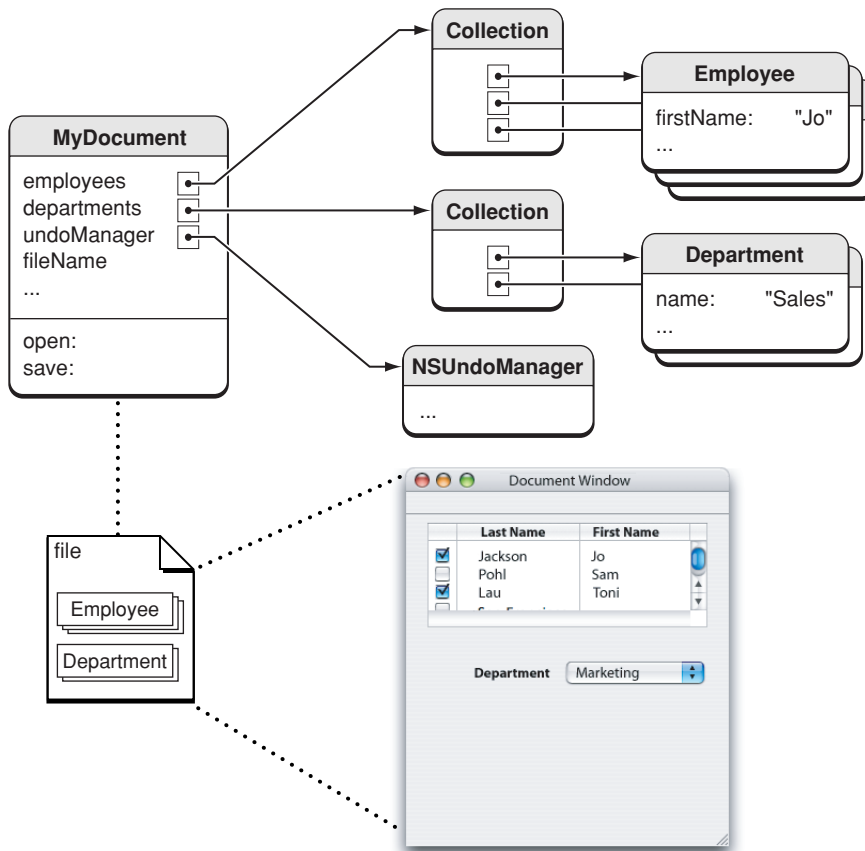 Collection
Employee
firstName: "Jo"
...
MyDocument
employees
departments
undoManager
fileName
...
open:
save:
Collection
Department
name: "Sales"
...
NSUndoManager
...
file
Employee
Department
Document Window
Last Name First Name
Jackson Jo
Pohl Sam
Lau Toni
Department Marketing